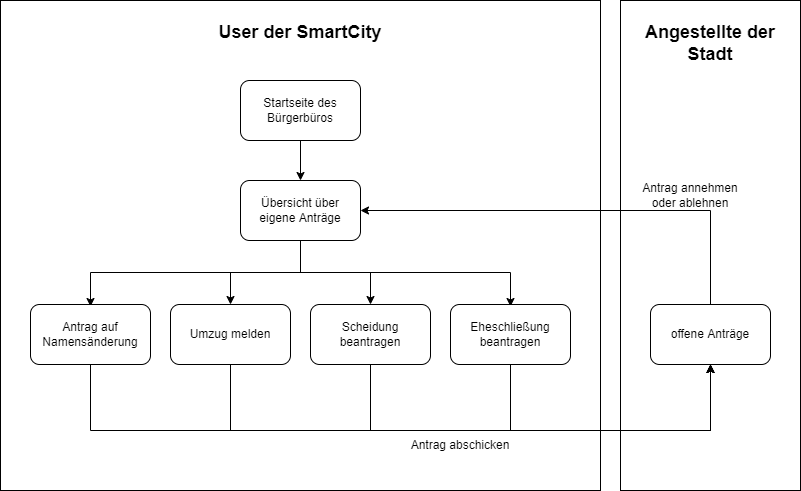 User der SmartCity
Angestellte der
Stadt
Startseite des
Bürgerbüros
Übersicht über
eigene Anträge
Antrag annehmen
oder ablehnen
Antrag auf
Namensänderung
Umzug melden
Scheidung
beantragen
Eheschließung
beantragen
offene Anträge
Antrag abschicken